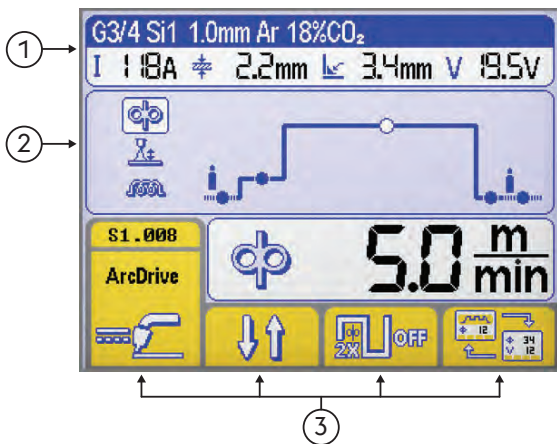 G3/4 Si1 1.0mm Ar 18%CO₂
1
I 118A 2.2mm 3.4mm V 19.5V
2
S1.008
ArcDrive
5.0 m/min
2X OFF
12
34
V 12
3